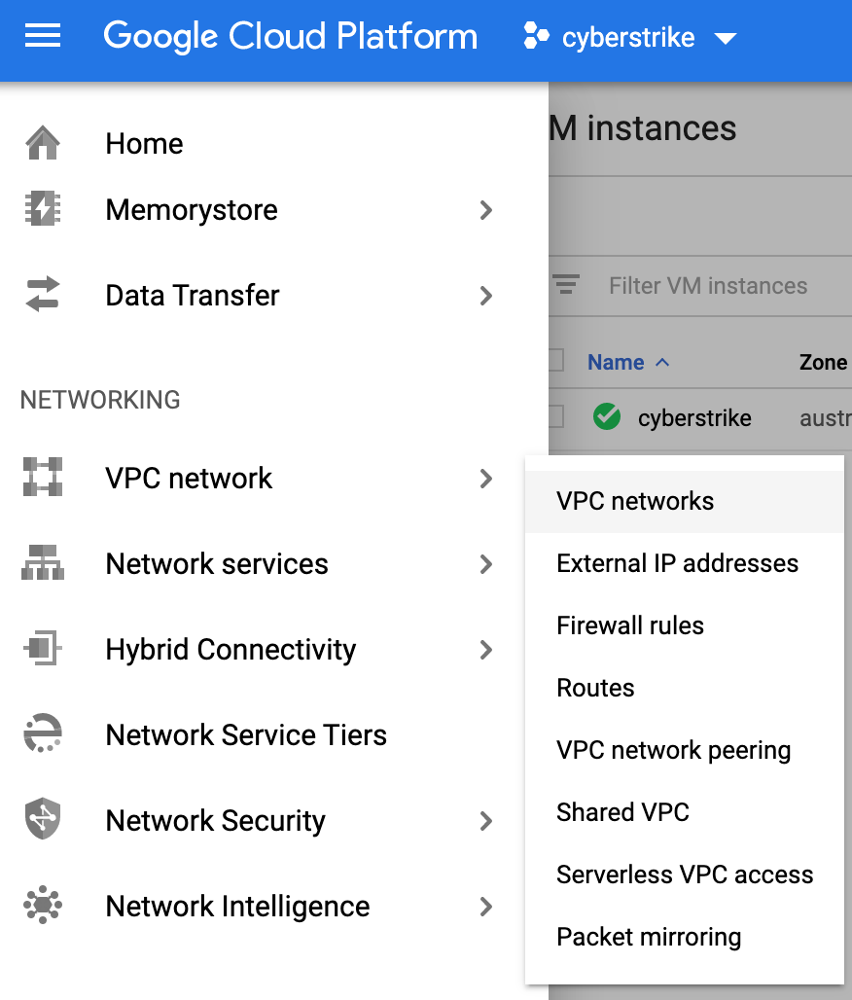 Google Cloud Platform
cyberstrike
Home
Memorystore
Data Transfer
NETWORKING
VPC network
Network services
Hybrid Connectivity
Network Service Tiers
Network Security
Network Intelligence
M instances
Filter VM instances
Name
Zone
cyberstrike
austr
VPC networks
External IP addresses
Firewall rules
Routes
VPC network peering
Shared VPC
Serverless VPC access
Packet mirroring